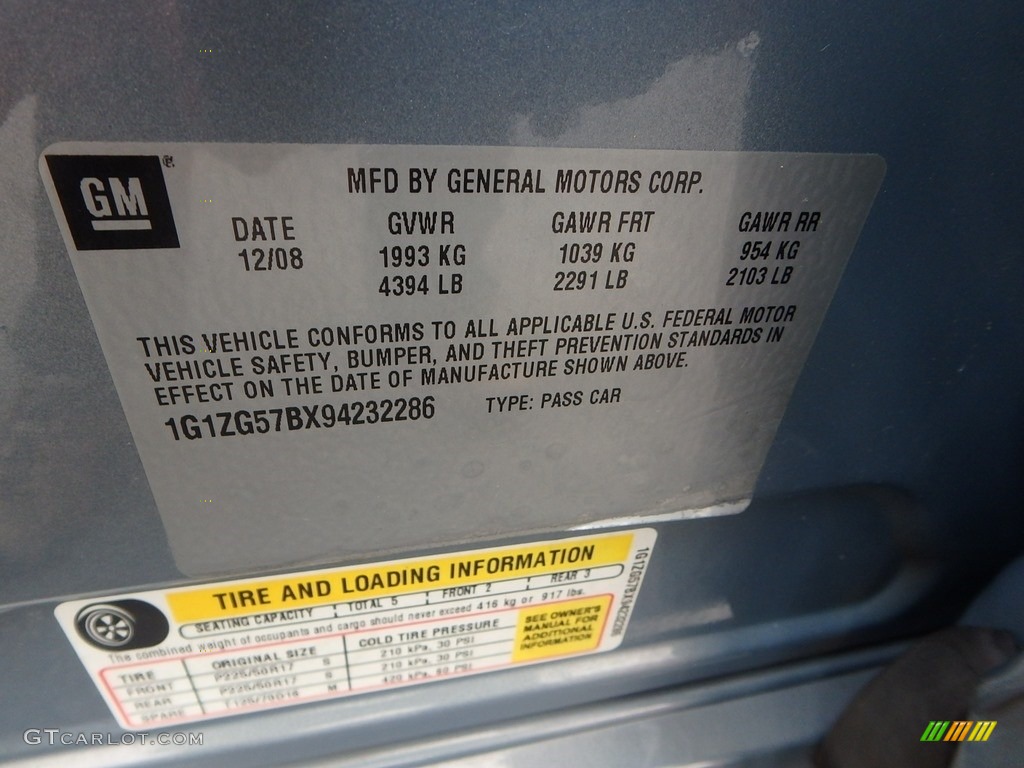 GM
MFD BY GENERAL MOTORS CORP.
DATE GVWR GAWR FRT GAWR RR
12/08 1993 KG 1039 KG 954 KG
4394 LB 2291 LB 2103 LB
THIS VEHICLE CONFORMS TO ALL APPLICABLE U.S. FEDERAL MOTOR
VEHICLE SAFETY, BUMPER, AND THEFT PREVENTION STANDARDS IN
EFFECT ON THE DATE OF MANUFACTURE SHOWN ABOVE.
1G1ZG57BX94232286 TYPE: PASS CAR
TIRE AND LOADING INFORMATION
SEATING CAPACITY TOTAL 5 FRONT 2 REAR 3
The combined weight of occupants and cargo should never exceed 416 kg or 917 lbs.
TIRE ORIGINAL SIZE COLD TIRE PRESSURE
FRONT P225/50R17 S 210 kPa, 30 PSI
REAR P225/50R17 S 210 kPa, 30 PSI
SPARE T125/70D16 M 420 kPa, 60 PSI
SEE OWNER'S
MANUAL FOR
ADDITIONAL
INFORMATION
1G1ZG57BX94232286
GTCARLOT.COM